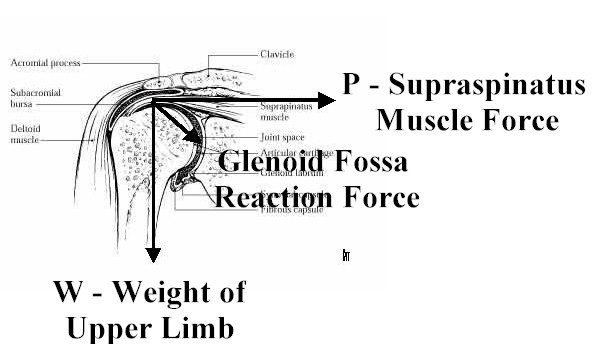 Clavicle
Acromial process
P - Supraspinatus
Muscle Force
Subacromial
bursa
Supraspinatus
muscle
Deltoid
muscle
Joint space
Articular cartilage
Glenoid Fossa
Glenoid labrum
Reaction Force
Fibrous capsule
W - Weight of
Upper Limb